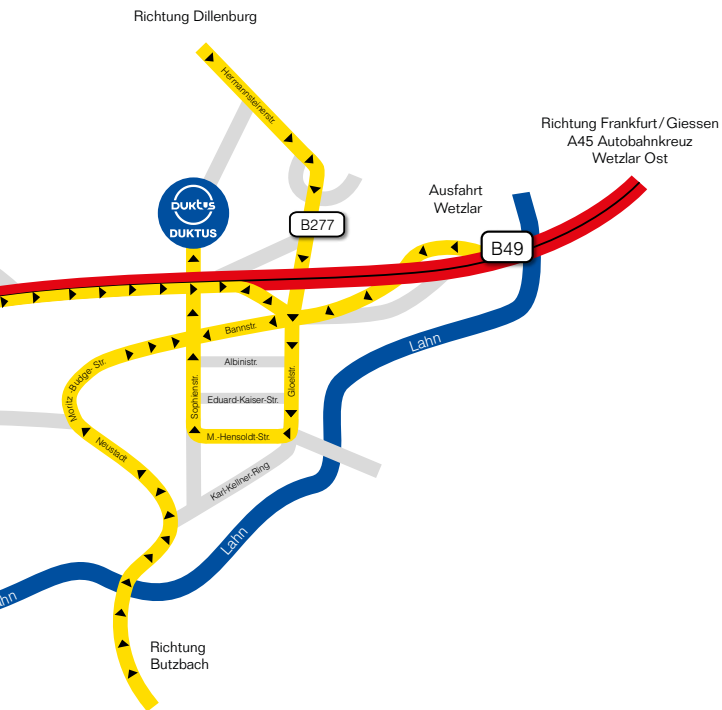 Richtung Dillenburg
Hermannsteinerstr.
Richtung Frankfurt/Giessen
A45 Autobahnkreuz
Wetzlar Ost
Ausfahrt
Wetzlar
DUKTUS
DUKTUS
B277
B49
Bannstr.
Lahn
Albinistr.
Moritz-Budge-Str.
Sophienstr.
Gloelstr.
Eduard-Kaiser-Str.
M.-Hensoldt-Str.
Neustadt
Karl-Kellner-Ring
Lahn
hn
Richtung
Butzbach